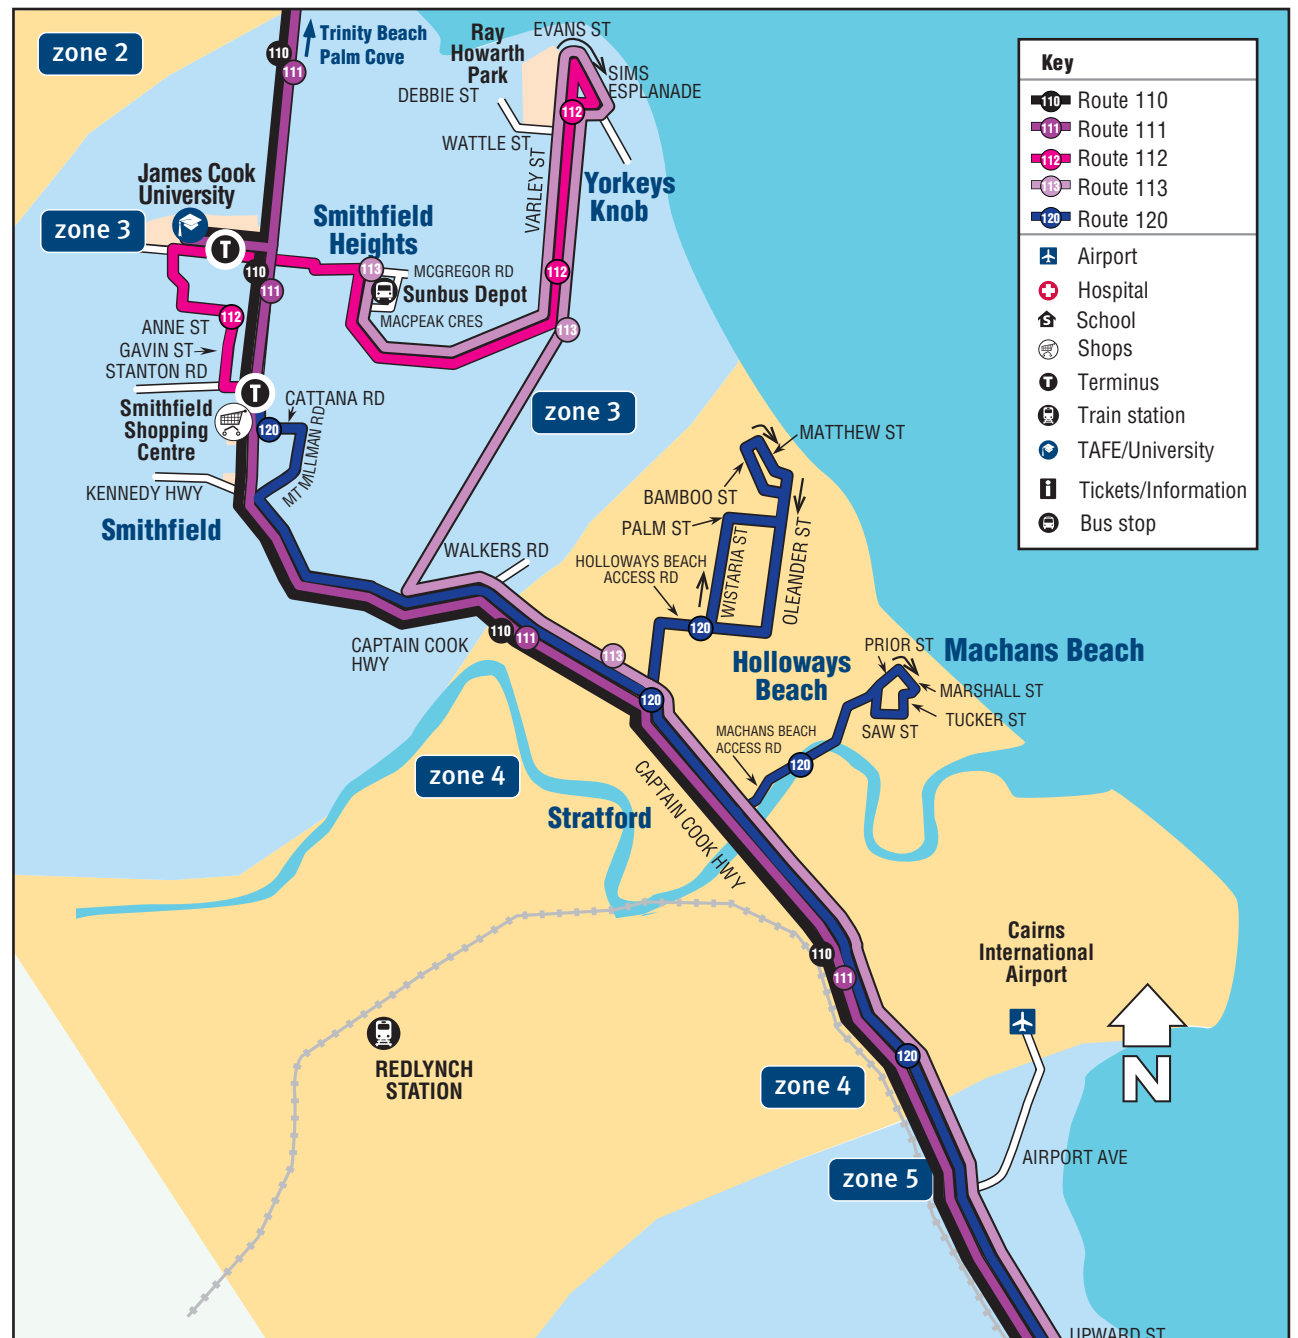 zone 2
110
111
Trinity Beach
Palm Cove
Ray
Howarth
Park
EVANS ST
SIMS
ESPLANADE
DEBBIE ST
112
WATTLE ST
VARLEY ST
Yorkeys
Knob
James Cook
University
zone 3
T
Smithfield
Heights
110
111
113
MCGREGOR RD
Sunbus Depot
MACPEAK CRES
112
113
112
ANNE ST
GAVIN ST
STANTON RD
T
CATTANA RD
Smithfield
Shopping
Centre
120
MT MILLMAN RD
KENNEDY HWY
Smithfield
zone 3
MATTHEW ST
BAMBOO ST
PALM ST
WISTARIA ST
OLEANDER ST
HOLLOWAYS BEACH
ACCESS RD
WALKERS RD
120
CAPTAIN COOK
HWY
110
111
113
120
Holloways
Beach
PRIOR ST
Machans Beach
MARSHALL ST
TUCKER ST
SAW ST
MACHANS BEACH
ACCESS RD
120
zone 4
CAPTAIN COOK HWY
Stratford
110
111
Cairns
International
Airport
REDLYNCH
STATION
120
zone 4
N
AIRPORT AVE
zone 5
UPWARD ST
Key
110 Route 110
111 Route 111
112 Route 112
113 Route 113
120 Route 120
Airport
Hospital
S School
Shops
T Terminus
Train station
TAFE/University
i Tickets/Information
Bus stop